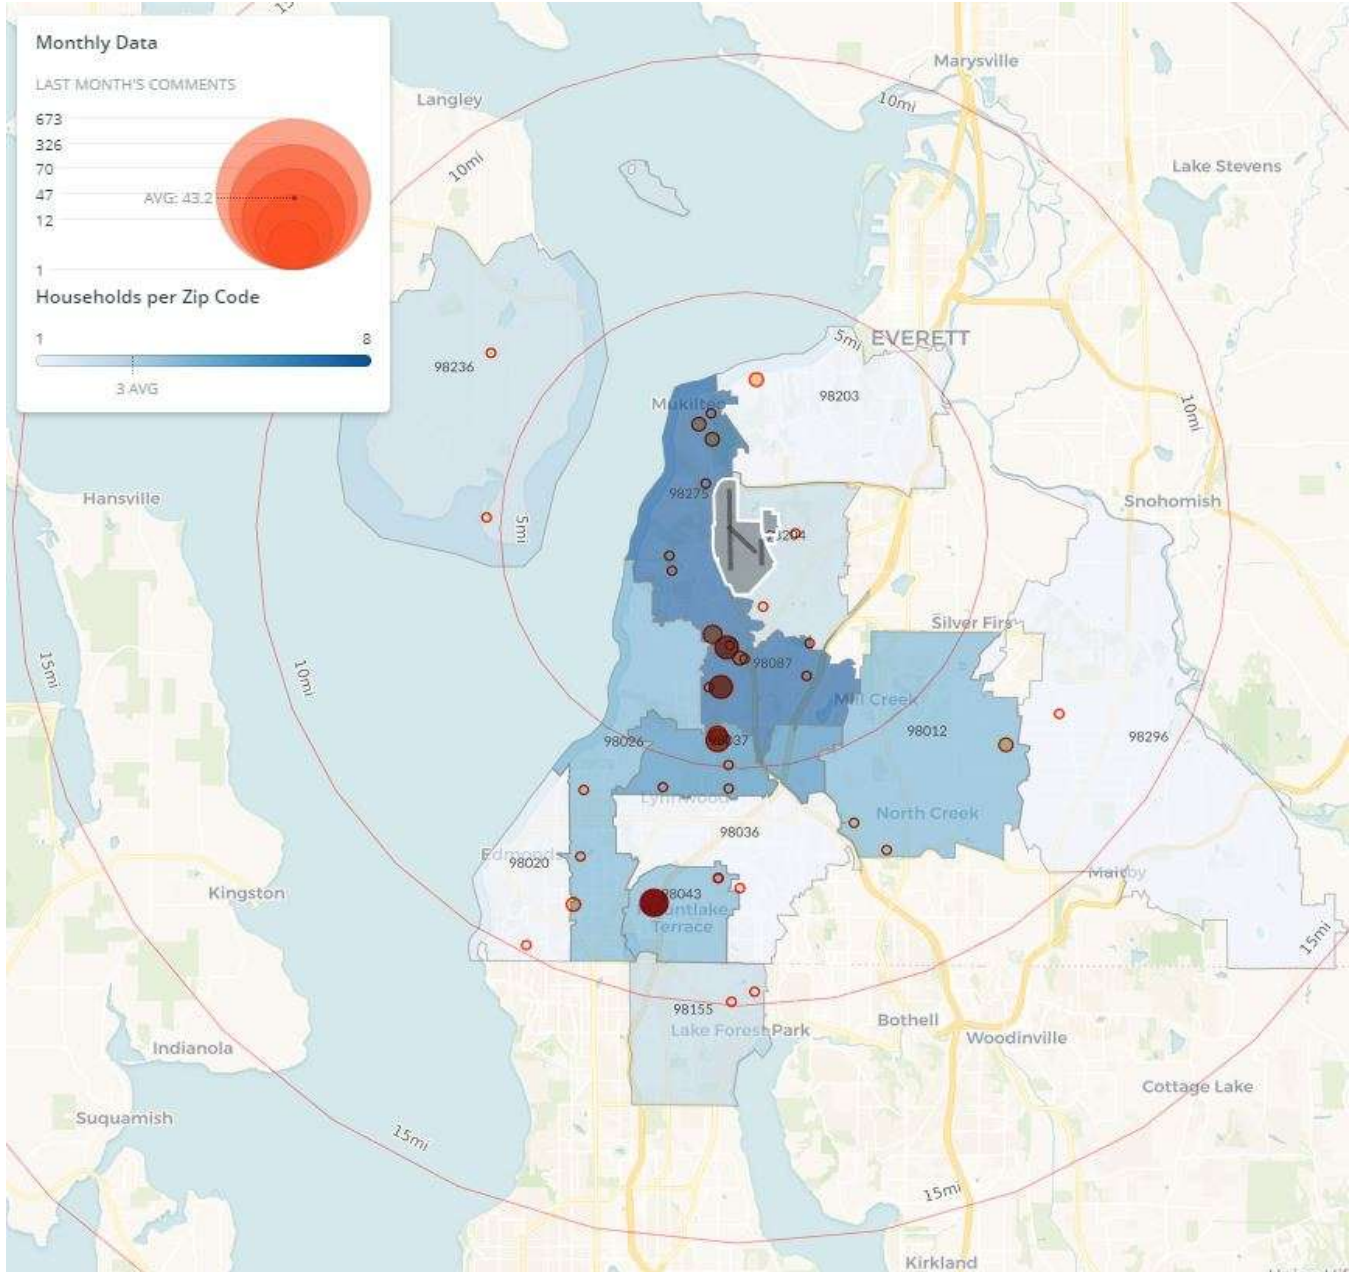 Monthly Data
LAST MONTH'S COMMENTS
673
326
70
47
AVG: 43.2
12
1
Households per Zip Code
1
8
3 AVG
Marysville
10mi
Langley
10mi
Lake Stevens
EVERETT
5mi
98236
98203
Mukilteo
10mi
98275
Hansville
Snohomish
5mi
Silver Firs
15mi
10mi
98087
Mill Creek
98026
98037
98012
98296
Lynnwood
North Creek
98036
Edmonds
98020
Maltby
98043
Kingston
Mountlake
Terrace
15mi
98155
Lake Forest Park
Bothell
Woodinville
Indianola
Cottage Lake
Suquamish
15mi
15mi
Kirkland